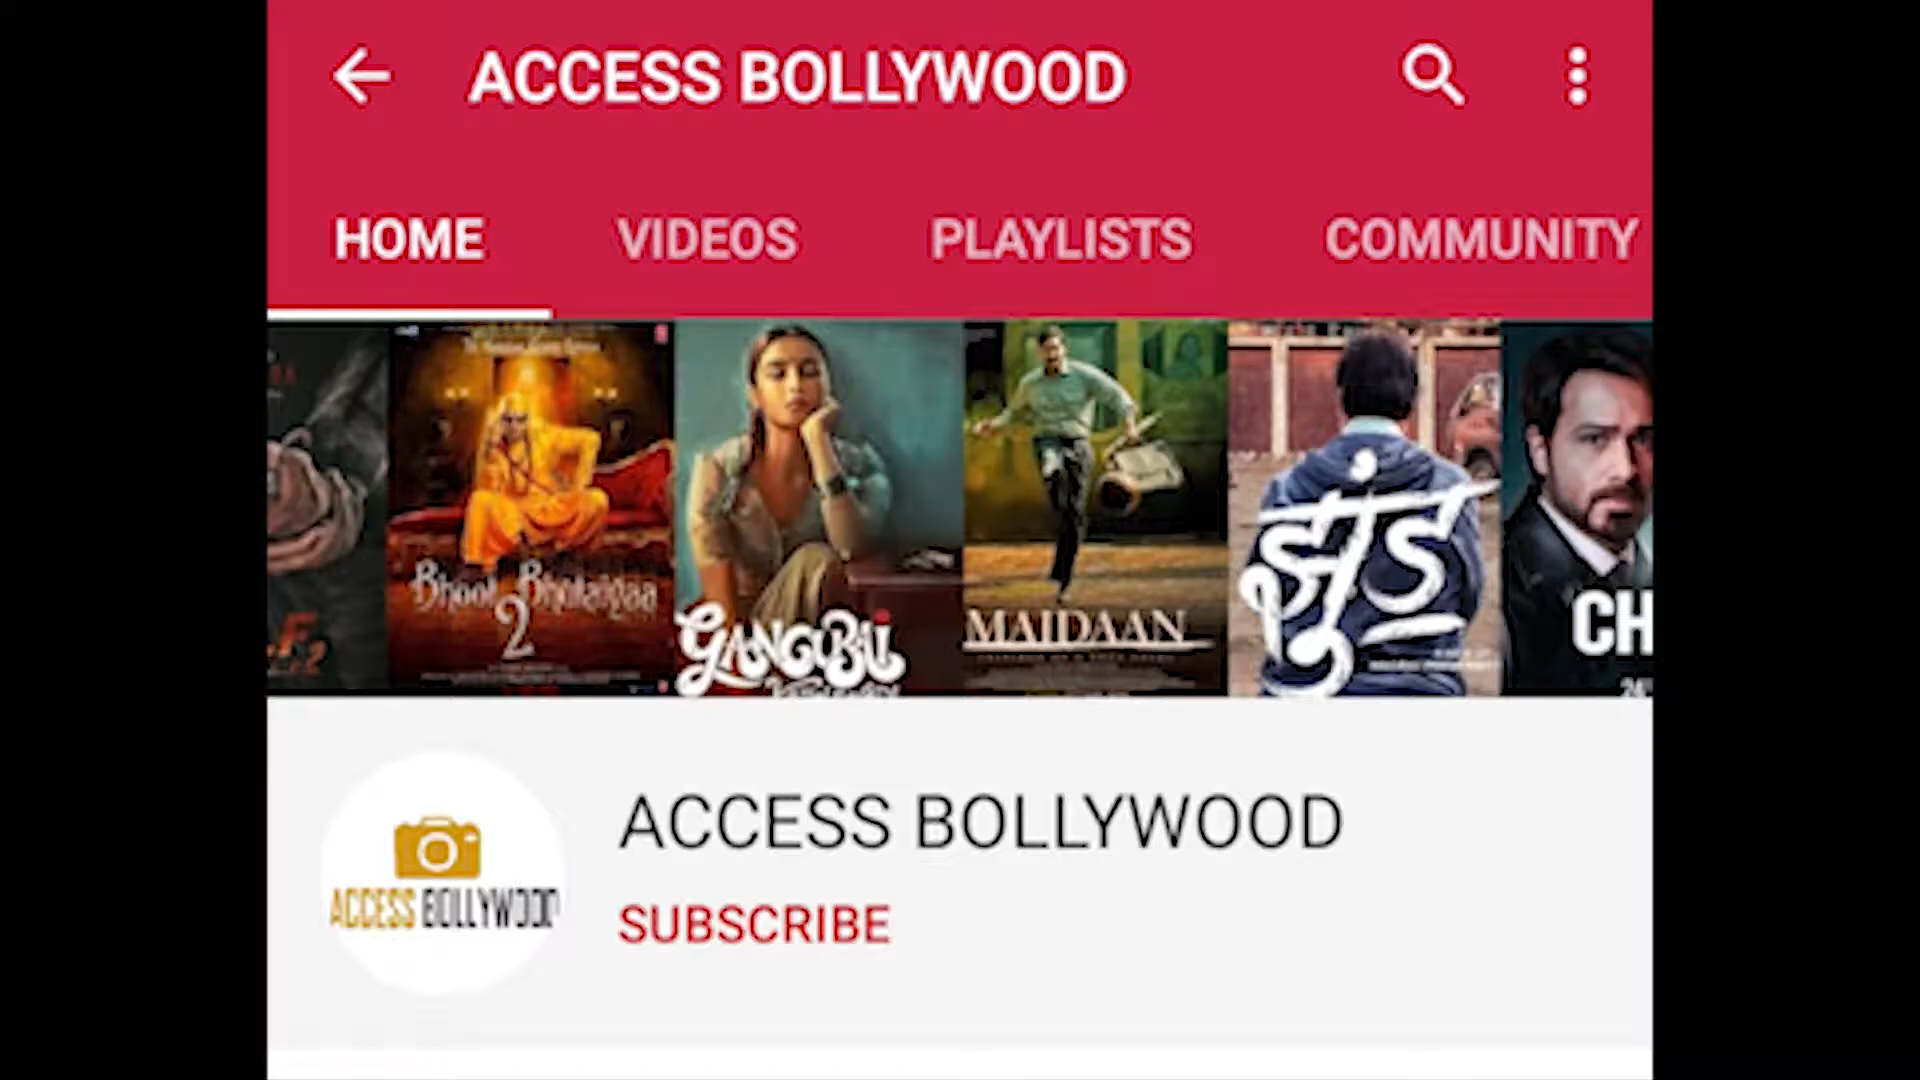 ACCESS BOLLYWOOD
HOME VIDEOS PLAYLISTS COMMUNITY
Bhool Bhulaiyaa
2
GANGUBAI
MAIDAAN
झुंड
CH
ACCESS BOLLYWOOD
ACCESS BOLLYWOOD
SUBSCRIBE